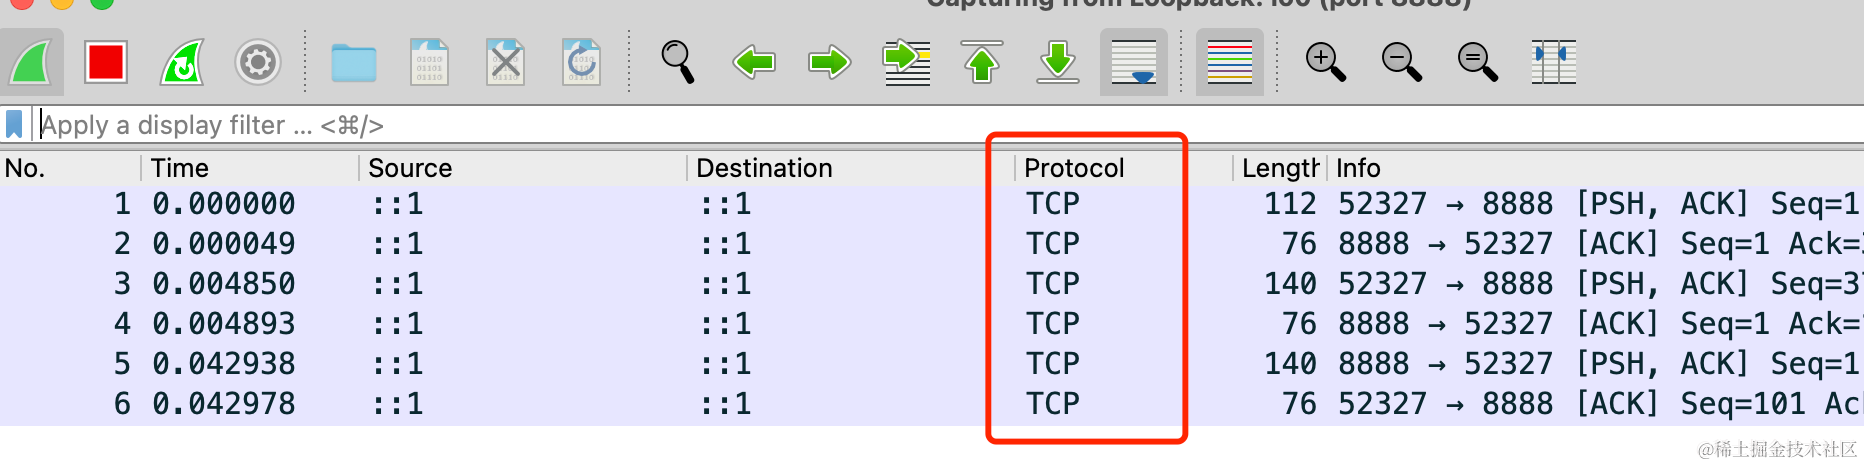 Capturing from Loopback: lo0 (port 8888)
Apply a display filter ... <⌘/>
No. Time Source Destination Protocol Length Info
1 0.000000 ::1 ::1 TCP 112 52327 → 8888 [PSH, ACK] Seq=1
2 0.000049 ::1 ::1 TCP 76 8888 → 52327 [ACK] Seq=1 Ack=
3 0.004850 ::1 ::1 TCP 140 52327 → 8888 [PSH, ACK] Seq=37
4 0.004893 ::1 ::1 TCP 76 8888 → 52327 [ACK] Seq=1 Ack=
5 0.042938 ::1 ::1 TCP 140 8888 → 52327 [PSH, ACK] Seq=1
6 0.042978 ::1 ::1 TCP 76 52327 → 8888 [ACK] Seq=101 Ac
@稀土掘金技术社区